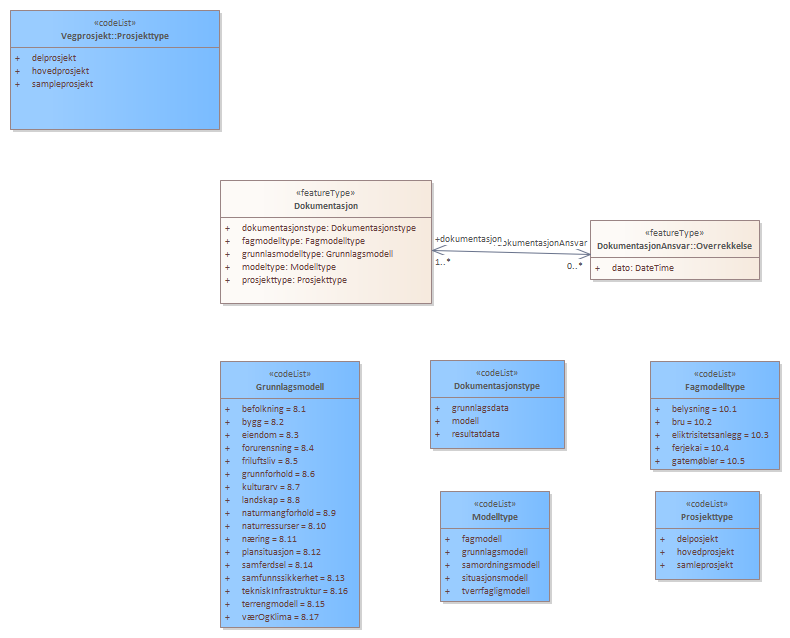 «codeList»
Vegprosjekt::Prosjekttype
+ delprosjekt
+ hovedprosjekt
+ sampleprosjekt
«featureType»
Dokumentasjon
+ dokumentasjonstype: Dokumentasjonstype
+ fagmodelltype: Fagmodelltype
+ grunnlasmodelltype: Grunnlagsmodell
+ modeltype: Modelltype
+ prosjekttype: Prosjekttype
+dokumentasjon
dokumentasjonAnsvar
1..*
0..*
«featureType»
DokumentasjonAnsvar::Overrekkelse
+ dato: DateTime
«codeList»
Grunnlagsmodell
+ befolkning = 8.1
+ bygg = 8.2
+ eiendom = 8.3
+ forurensning = 8.4
+ friluftsliv = 8.5
+ grunnforhold = 8.6
+ kulturarv = 8.7
+ landskap = 8.8
+ naturmangforhold = 8.9
+ naturressurser = 8.10
+ næring = 8.11
+ plansituasjon = 8.12
+ samferdsel = 8.14
+ samfunnssikkerhet = 8.13
+ tekniskInfrastruktur = 8.16
+ terrengmodell = 8.15
+ værOgKlima = 8.17
«codeList»
Dokumentasjonstype
+ grunnlagsdata
+ modell
+ resultatdata
«codeList»
Fagmodelltype
+ belysning = 10.1
+ bru = 10.2
+ eliktrisitetsanlegg = 10.3
+ ferjekai = 10.4
+ gatemøbler = 10.5
«codeList»
Modelltype
+ fagmodell
+ grunnlagsmodell
+ samordningsmodell
+ situasjonsmodell
+ tverrfagligmodell
«codeList»
Prosjekttype
+ delposjekt
+ hovedprosjekt
+ samleprosjekt